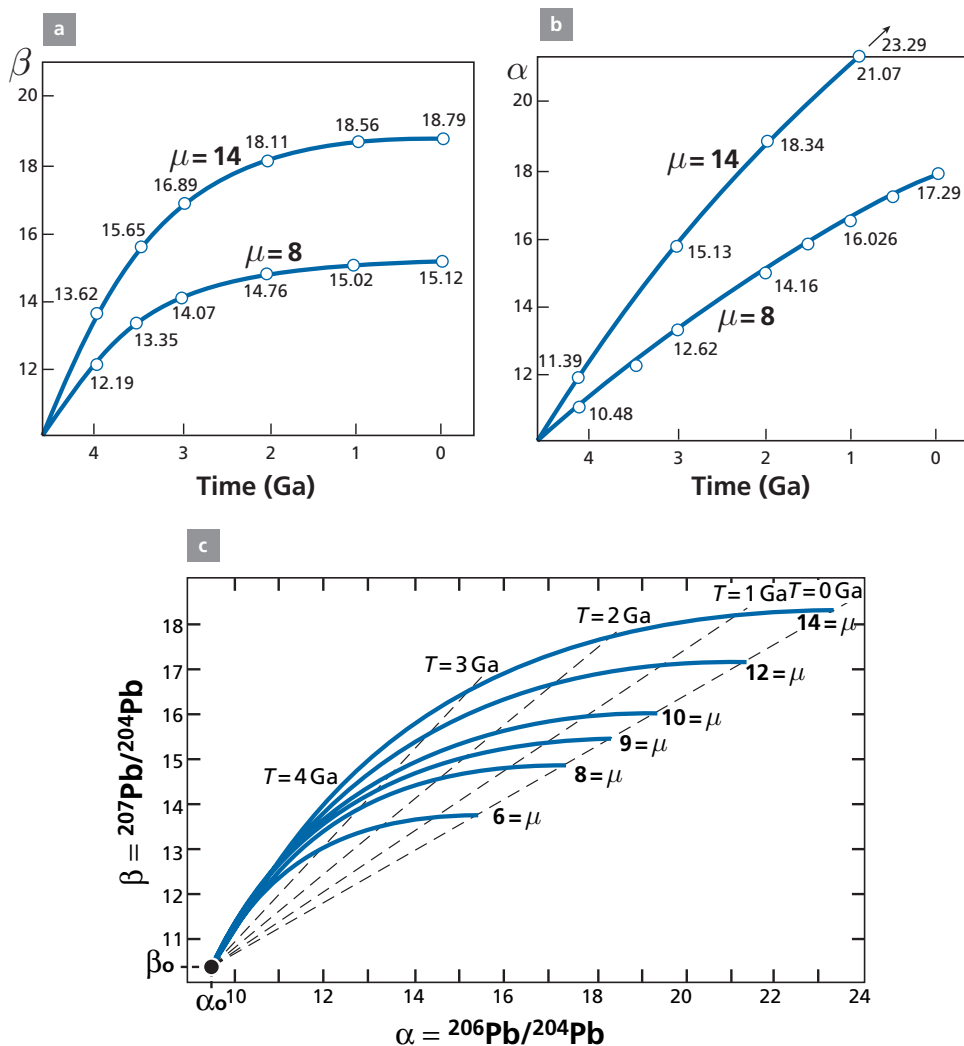 a
β
20
18
16
14
12
μ = 14
μ = 8
13.62
15.65
16.89
18.11
18.56
18.79
12.19
13.35
14.07
14.76
15.02
15.12
4 3 2 1 0
Time (Ga)
b
α
20
18
16
14
12
μ = 14
μ = 8
11.39
15.13
18.34
21.07
23.29
10.48
12.62
14.16
16.026
17.29
4 3 2 1 0
Time (Ga)
c
β = ²⁰⁷Pb/²⁰⁴Pb
18
17
16
15
14
13
12
11
β₀
T = 4 Ga
T = 3 Ga
T = 2 Ga
T = 1 Ga T = 0 Ga
14 = μ
12 = μ
10 = μ
9 = μ
8 = μ
6 = μ
α₀ 10 12 14 16 18 20 22 24
α = ²⁰⁶Pb/²⁰⁴Pb